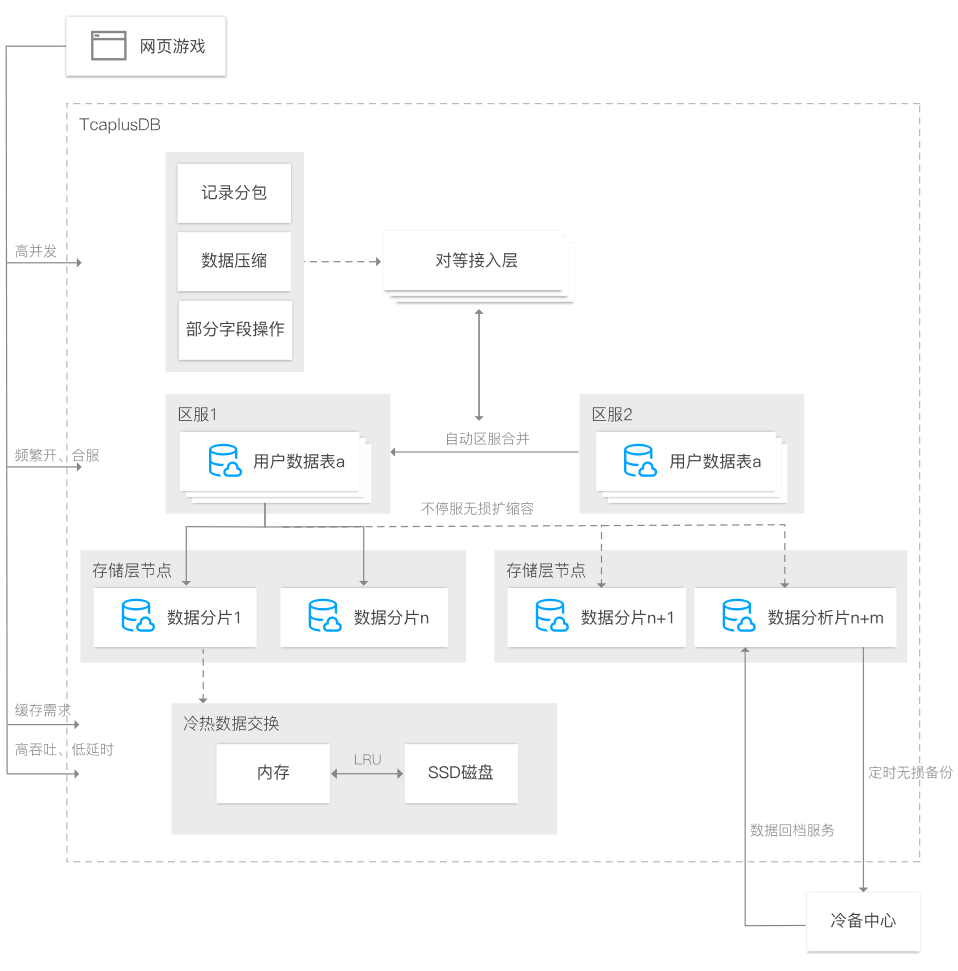 网页游戏
TcaplusDB
记录分包
高并发
数据压缩
对等接入层
部分字段操作
区服1
区服2
自动区服合并
频繁开、合服
用户数据表a
用户数据表a
不停服无损扩缩容
存储层节点
存储层节点
数据分片1
数据分片n
数据分片n+1
数据分析片n+m
缓存需求
冷热数据交换
高吞吐、低延时
内存
LRU
SSD磁盘
定时无损备份
数据回档服务
冷备中心